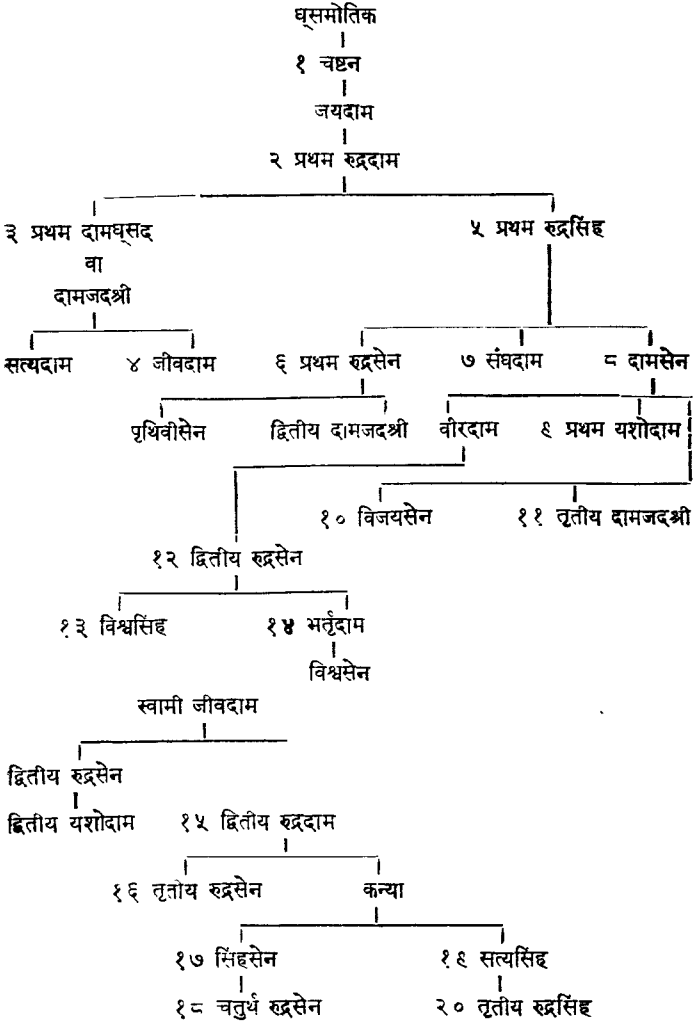 घ्समोतिक
१ चष्टन
जयदाम
२ प्रथम रुद्रदाम
३ प्रथम दामघ्सद ५ प्रथम रुद्रसिंह
वा
दामजदश्री
सत्यदाम ४ जीवदाम ६ प्रथम रुद्रसेन ७ संघदाम ८ दामसेन
पृथिवीसेन द्वितीय दामजदश्री वीरदाम ९ प्रथम यशोदाम
१० विजयसेन ११ तृतीय दामजदश्री
१२ द्वितीय रुद्रसेन
१३ विश्वसिंह १४ भर्तृदाम
विश्वसेन
स्वामी जीवदाम
द्वितीय रुद्रसेन
द्वितीय यशोदाम १५ द्वितीय रुद्रदाम
१६ तृतीय रुद्रसेन कन्या
१७ सिंहसेन १९ सत्यसिंह
१८ चतुर्थ रुद्रसेन २० तृतीय रुद्रसिंह